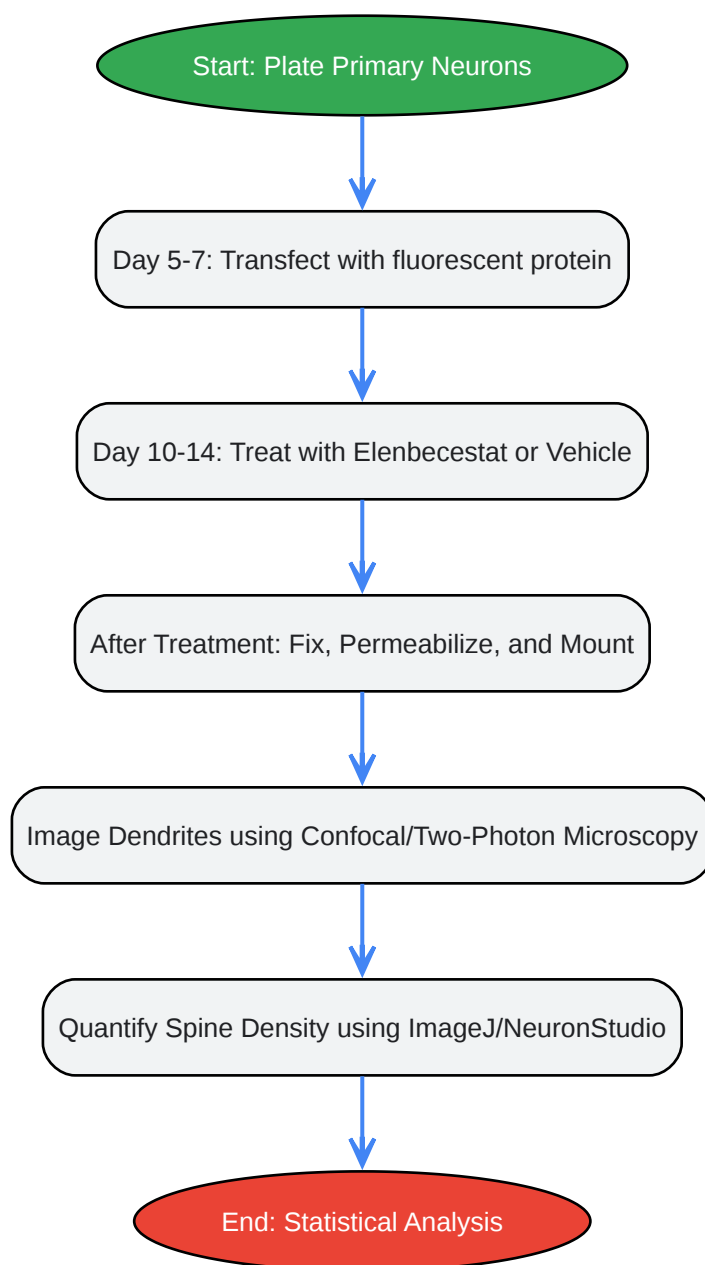 Start: Plate Primary Neurons
Day 5-7: Transfect with fluorescent protein
Day 10-14: Treat with Elenbecestat or Vehicle
After Treatment: Fix, Permeabilize, and Mount
Image Dendrites using Confocal/Two-Photon Microscopy
Quantify Spine Density using ImageJ/NeuronStudio
End: Statistical Analysis